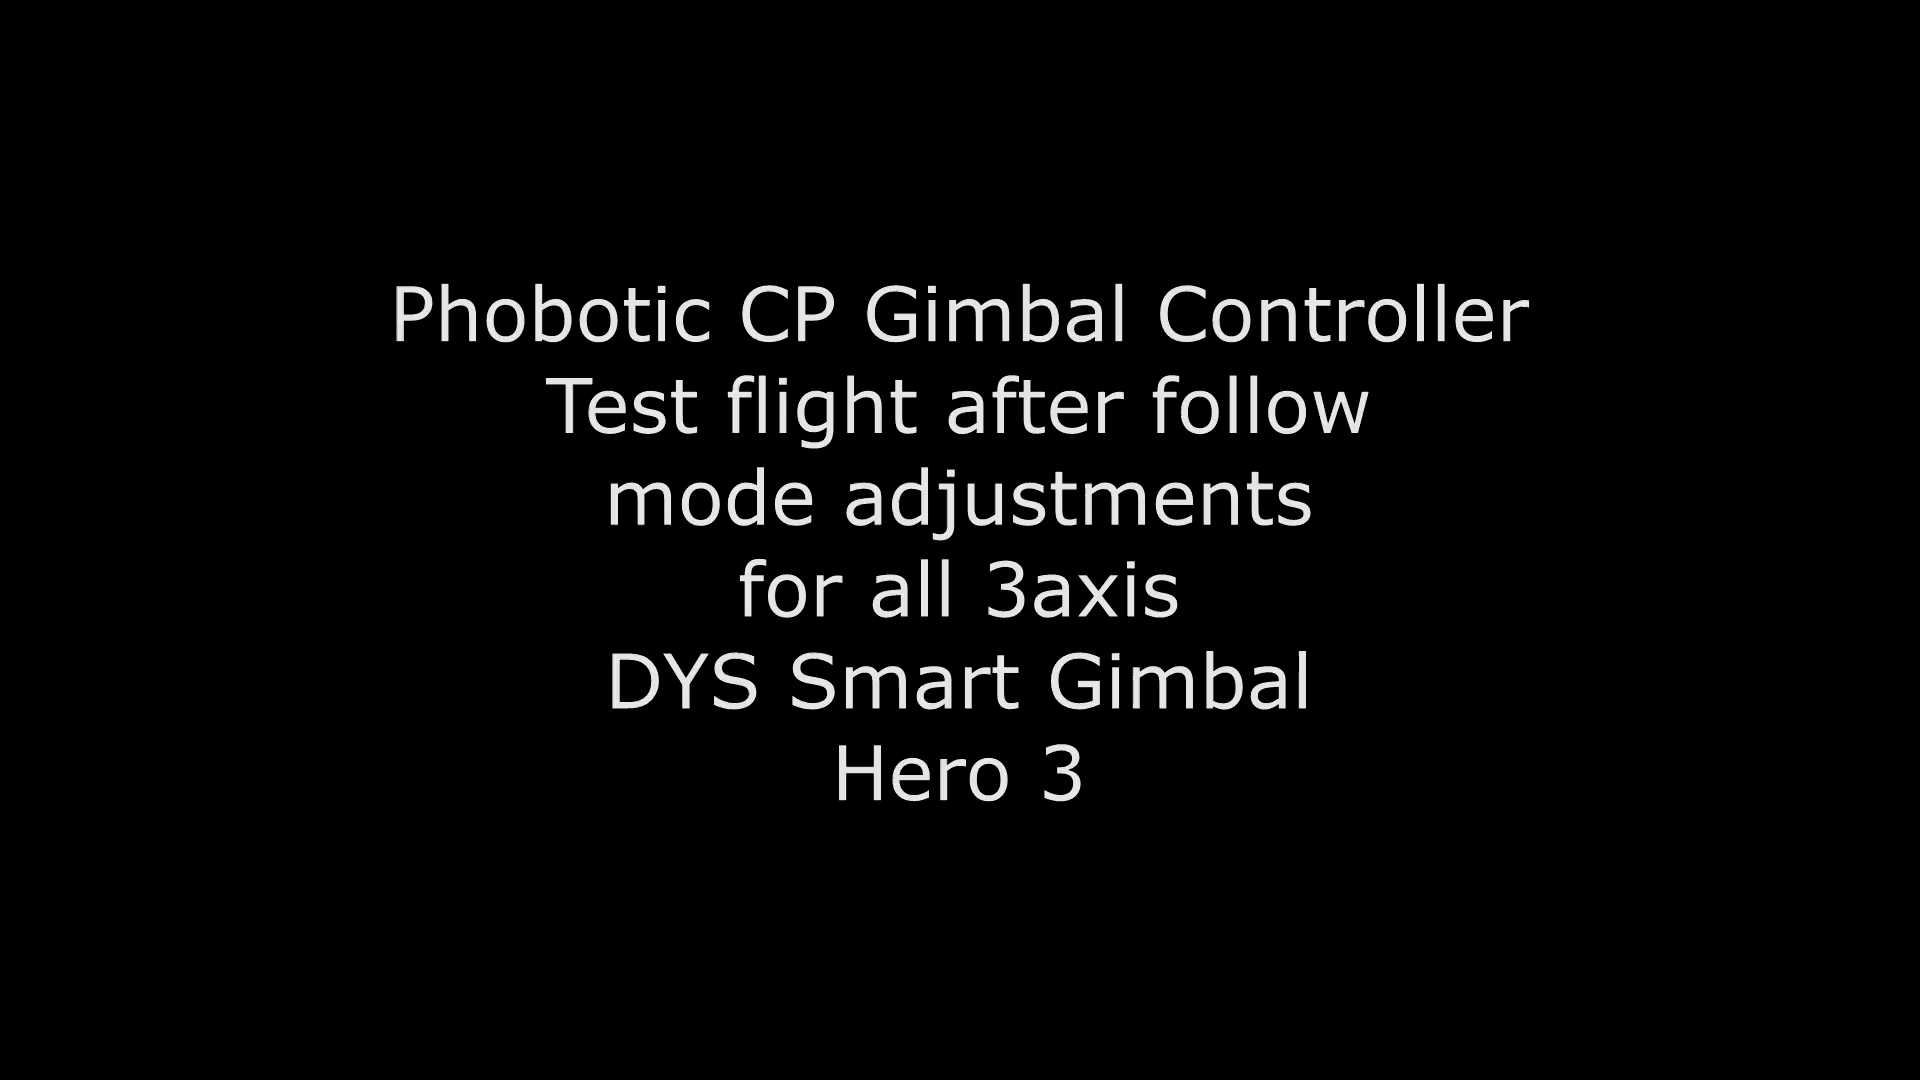 Phobotic CP Gimbal Controller
Test flight after follow
mode adjustments
for all 3axis
DYS Smart Gimbal
Hero 3